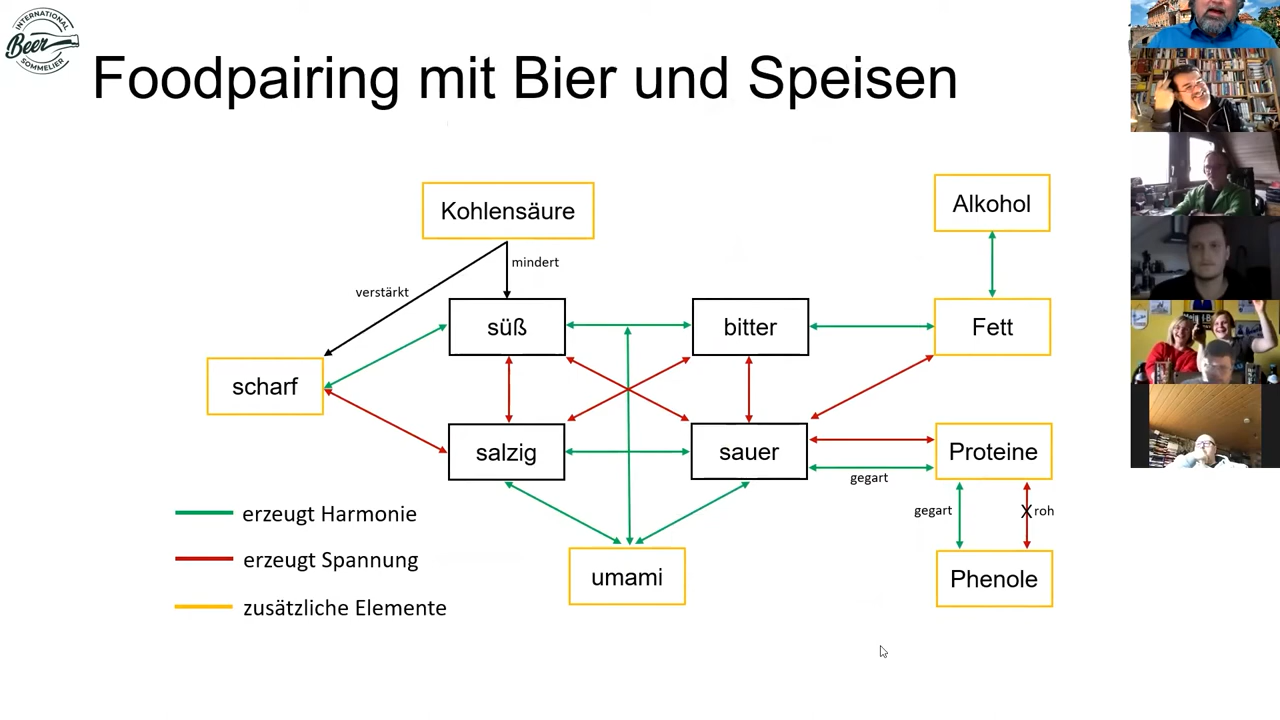 INTERNATIONAL
Beer
SOMMELIER
Foodpairing mit Bier und Speisen
Kohlensäure
Alkohol
mindert
verstärkt
süß
bitter
Fett
scharf
salzig
sauer
Proteine
gegart
gegart
X roh
erzeugt Harmonie
erzeugt Spannung
umami
Phenole
zusätzliche Elemente